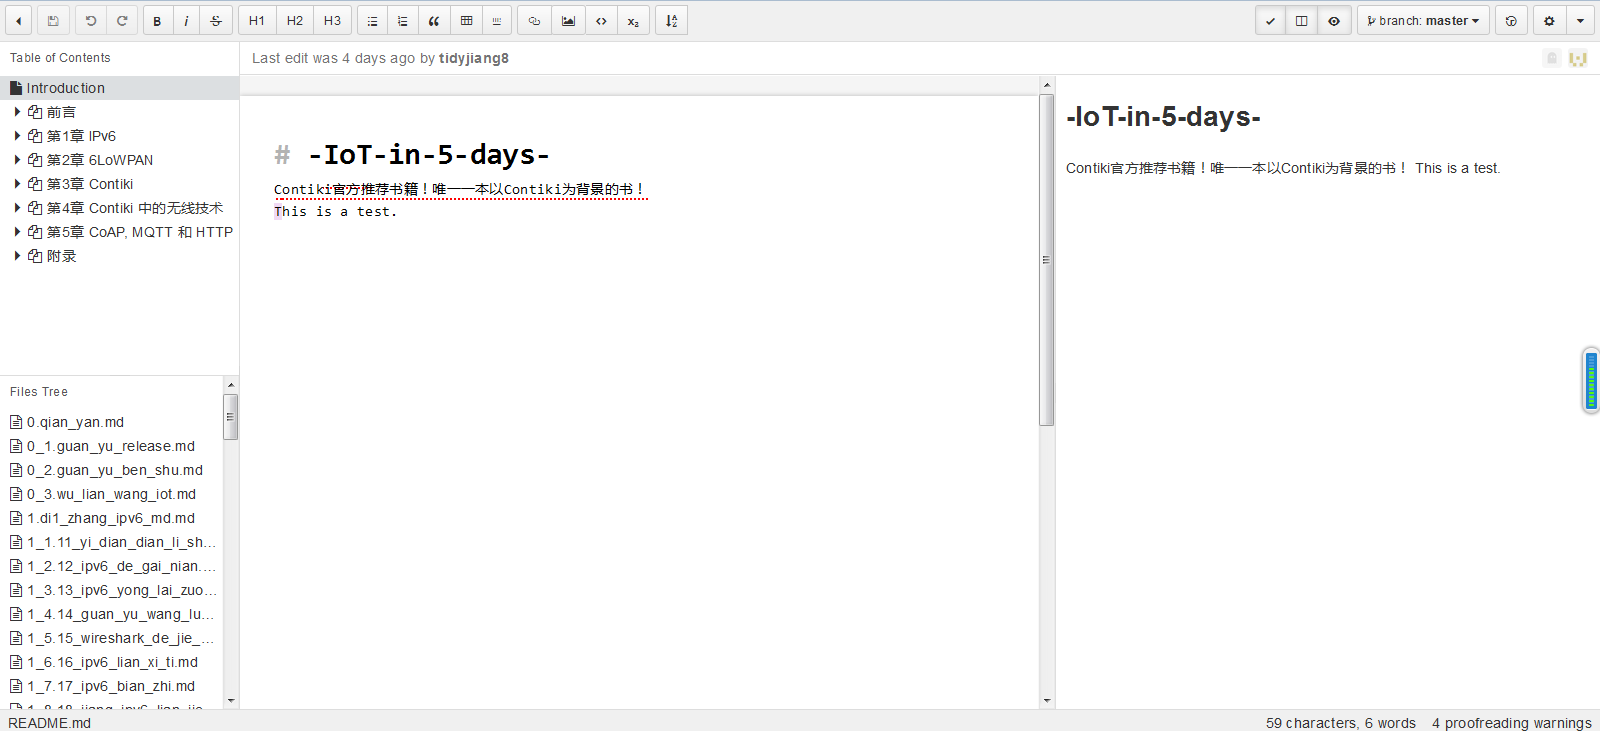 B i S H1 H2 H3 x₂
branch: master
Table of Contents
Last edit was 4 days ago by tidyjiang8
Introduction
前言
第1章 IPv6
第2章 6LoWPAN
第3章 Contiki
第4章 Contiki 中的无线技术
第5章 CoAP, MQTT 和 HTTP
附录
# -IoT-in-5-days-
Contiki官方推荐书籍！唯一一本以Contiki为背景的书！
This is a test.
-IoT-in-5-days-
Contiki官方推荐书籍！唯一一本以Contiki为背景的书！ This is a test.
Files Tree
0.qian_yan.md
0_1.guan_yu_release.md
0_2.guan_yu_ben_shu.md
0_3.wu_lian_wang_iot.md
1.di1_zhang_ipv6_md.md
1_1.11_yi_dian_dian_li_sh...
1_2.12_ipv6_de_gai_nian....
1_3.13_ipv6_yong_lai_zuo...
1_4.14_guan_yu_wang_lu...
1_5.15_wireshark_de_jie_...
1_6.16_ipv6_lian_xi_ti.md
1_7.17_ipv6_bian_zhi.md
README.md
59 characters, 6 words
4 proofreading warnings